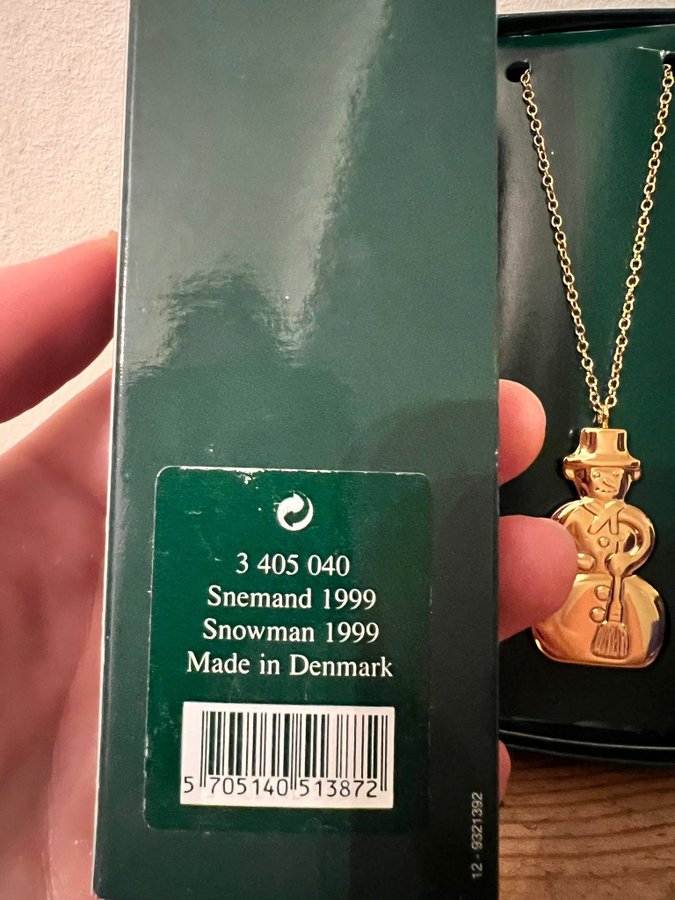 3 405 040
Snemand 1999
Snowman 1999
Made in Denmark
5 705140 513872
12 - 9321392